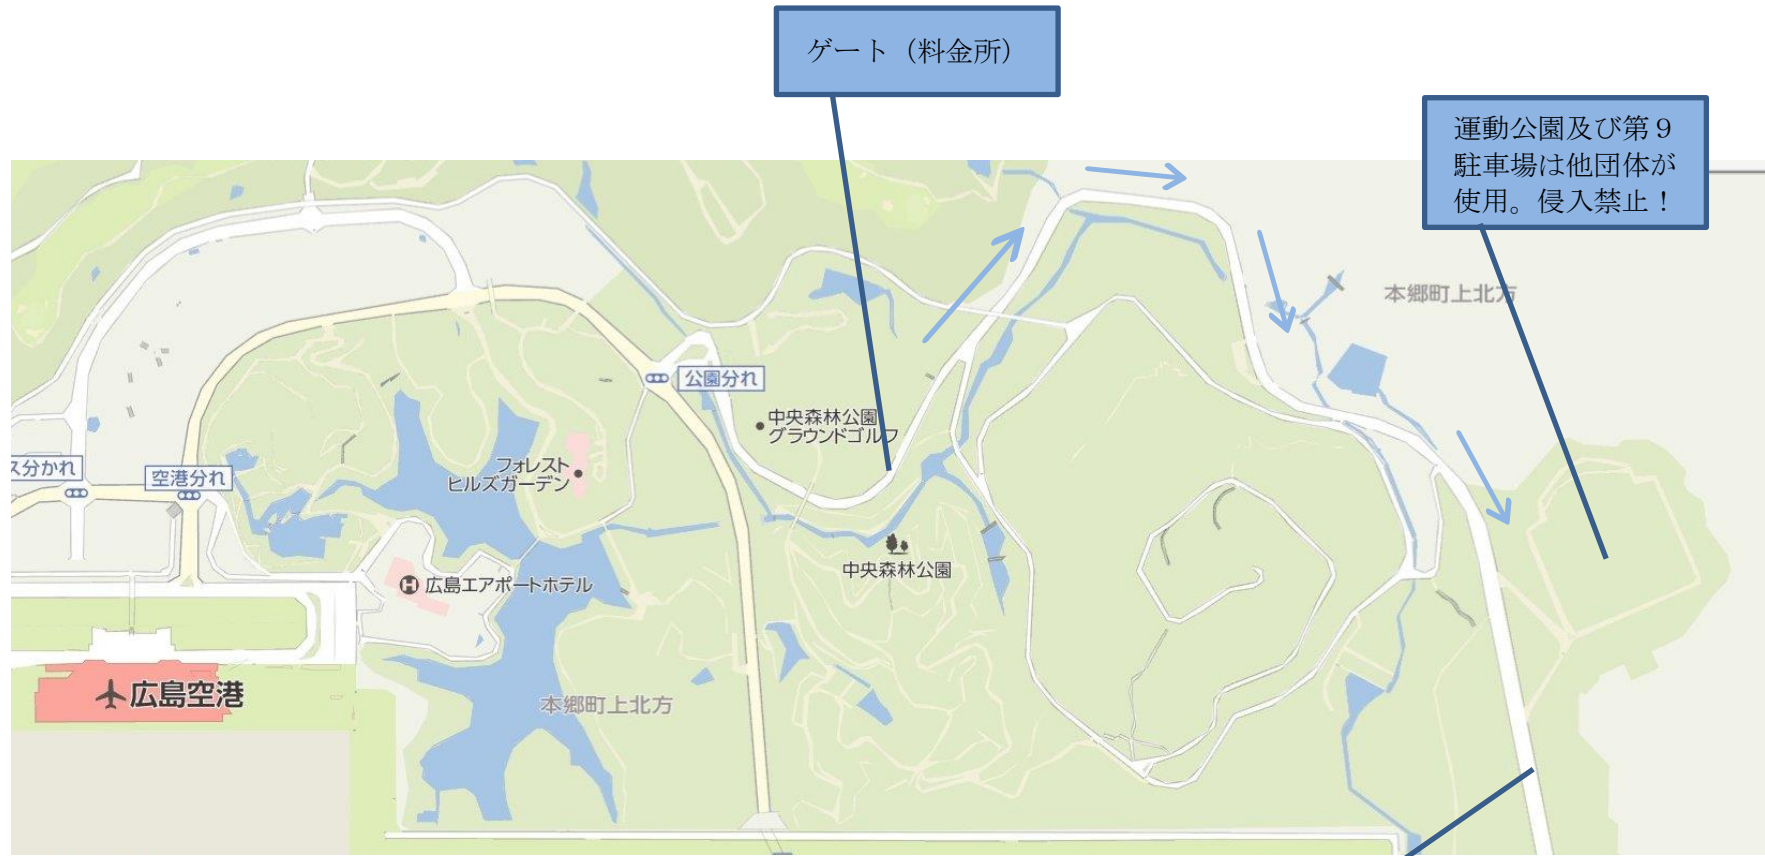 ゲート（料金所）
運動公園及び第９
駐車場は他団体が
使用。侵入禁止！
本郷町上北方
公園分れ
中央森林公園
グラウンドゴルフ
フォレスト
ヒルズガーデン
ス分かれ
空港分れ
中央森林公園
H 広島エアポートホテル
広島空港
本郷町上北方